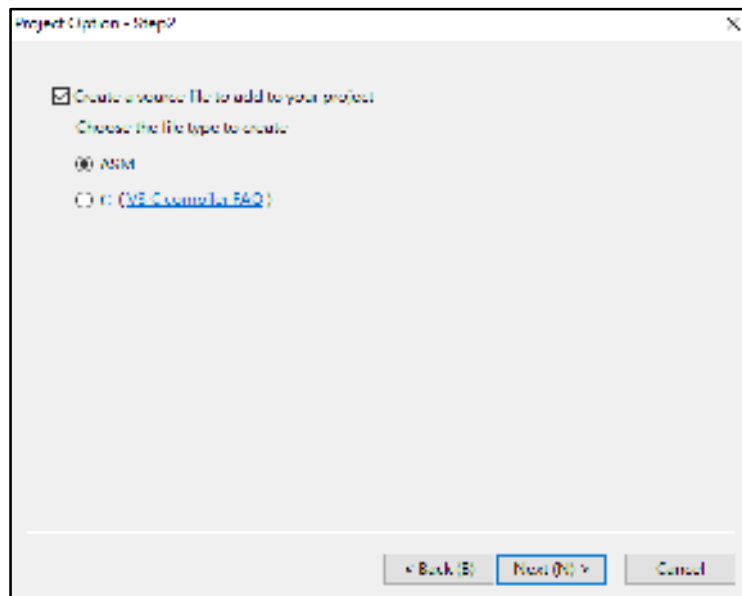 Project Option - Step2
Create a source file to add to your project
Choose the file type to create
ASM
C ( V3 C compiler FAQ )
< Back (B)
Next (N) >
Cancel